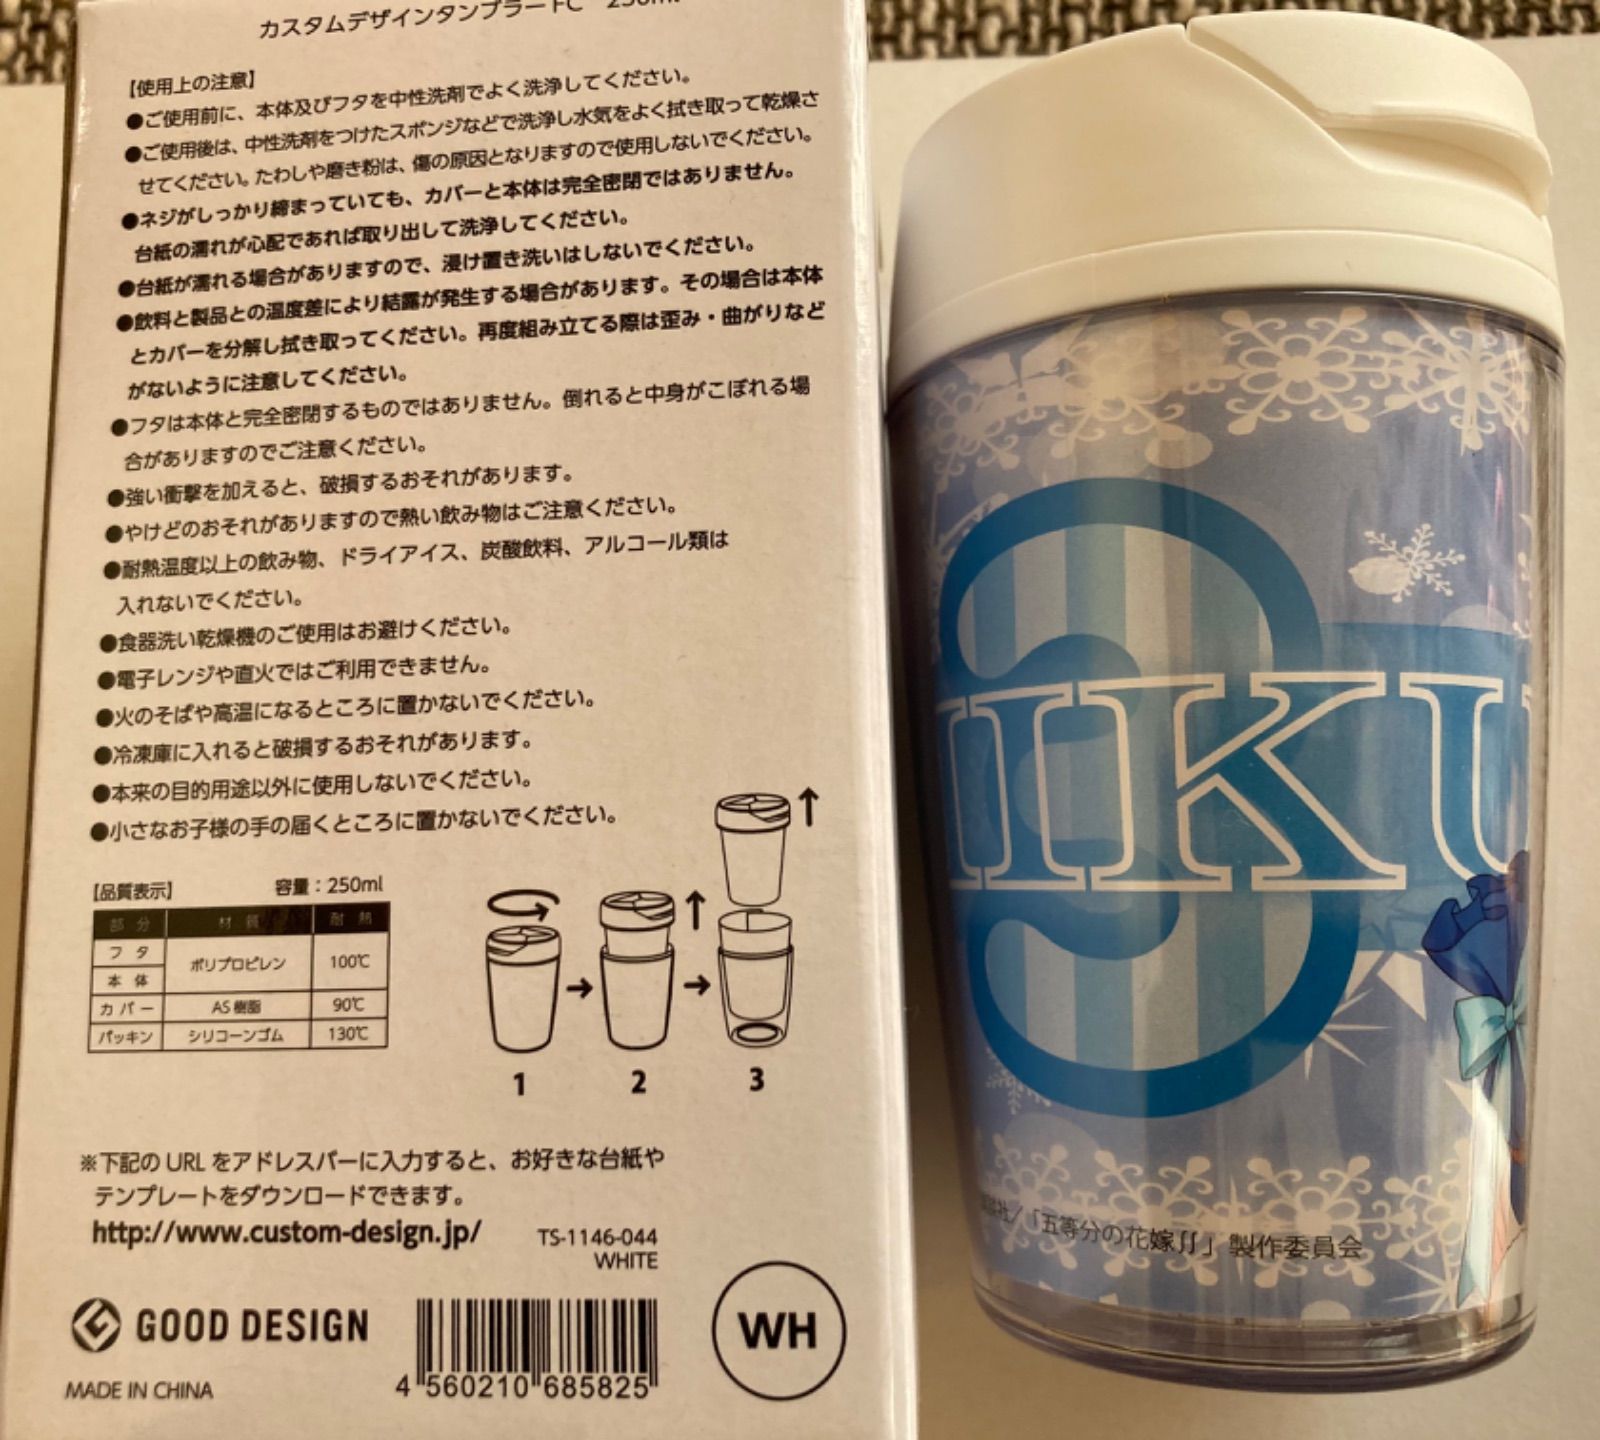 カスタムデザインタンブラーFC 250ml
【使用上の注意】
●ご使用前に、本体及びフタを中性洗剤でよく洗浄してください。
●ご使用後は、中性洗剤をつけたスポンジなどで洗浄し水気をよく拭き取って乾燥さ
せてください。たわしや磨き粉は、傷の原因となりますので使用しないでください。
●ネジがしっかり締まっていても、カバーと本体は完全密閉ではありません。
台紙の濡れが心配であれば取り出して洗浄してください。
●台紙が濡れる場合がありますので、浸け置き洗いはしないでください。
●飲料と製品との温度差により結露が発生する場合があります。その場合は本体
とカバーを分解し拭き取ってください。再度組み立てる際は歪み・曲がりなど
がないように注意してください。
●フタは本体と完全密閉するものではありません。倒れると中身がこぼれる場
合がありますのでご注意ください。
●強い衝撃を加えると、破損するおそれがあります。
●やけどのおそれがありますので熱い飲み物はご注意ください。
●耐熱温度以上の飲み物、ドライアイス、炭酸飲料、アルコール類は
入れないでください。
●食器洗い乾燥機のご使用はお避けください。
●電子レンジや直火ではご利用できません。
●火のそばや高温になるところに置かないでください。
●冷凍庫に入れると破損するおそれがあります。
●本来の目的用途以外に使用しないでください。
●小さなお子様の手の届くところに置かないでください。
【品質表示】 容量：250ml
部分 材質 耐熱
フタ ポリプロピレン 100℃
本体
カバー AS樹脂 90℃
パッキン シリコーンゴム 130℃
1 2 3
※下記のURLをアドレスバーに入力すると、お好きな台紙や
テンプレートをダウンロードできます。
http://www.custom-design.jp/
TS-1146-044
WHITE
GOOD DESIGN
MADE IN CHINA
4 560210 685825
WH
3
IIKU
社/「五等分の花嫁∬」製作委員会